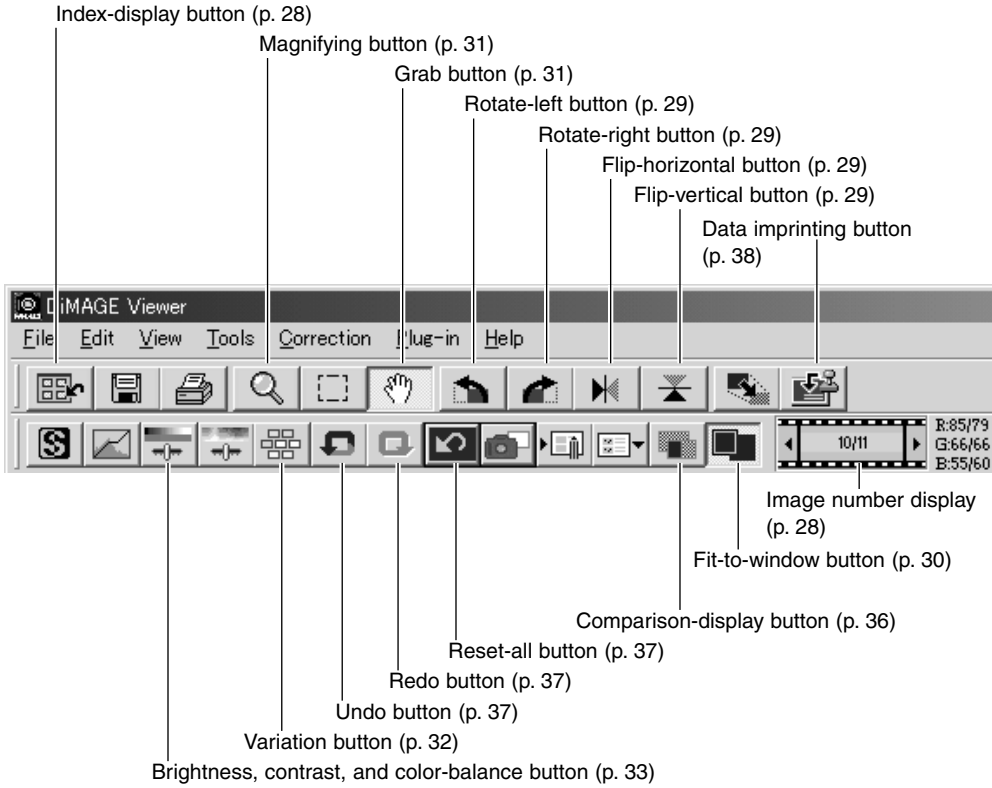 Index-display button (p. 28)
Magnifying button (p. 31)
Grab button (p. 31)
Rotate-left button (p. 29)
Rotate-right button (p. 29)
Flip-horizontal button (p. 29)
Flip-vertical button (p. 29)
Data imprinting button
(p. 38)
DiMAGE Viewer
File Edit View Tools Correction Plug-in Help
S
10/11
R:85/79
G:66/66
B:55/60
Image number display
(p. 28)
Fit-to-window button (p. 30)
Comparison-display button (p. 36)
Reset-all button (p. 37)
Redo button (p. 37)
Undo button (p. 37)
Variation button (p. 32)
Brightness, contrast, and color-balance button (p. 33)